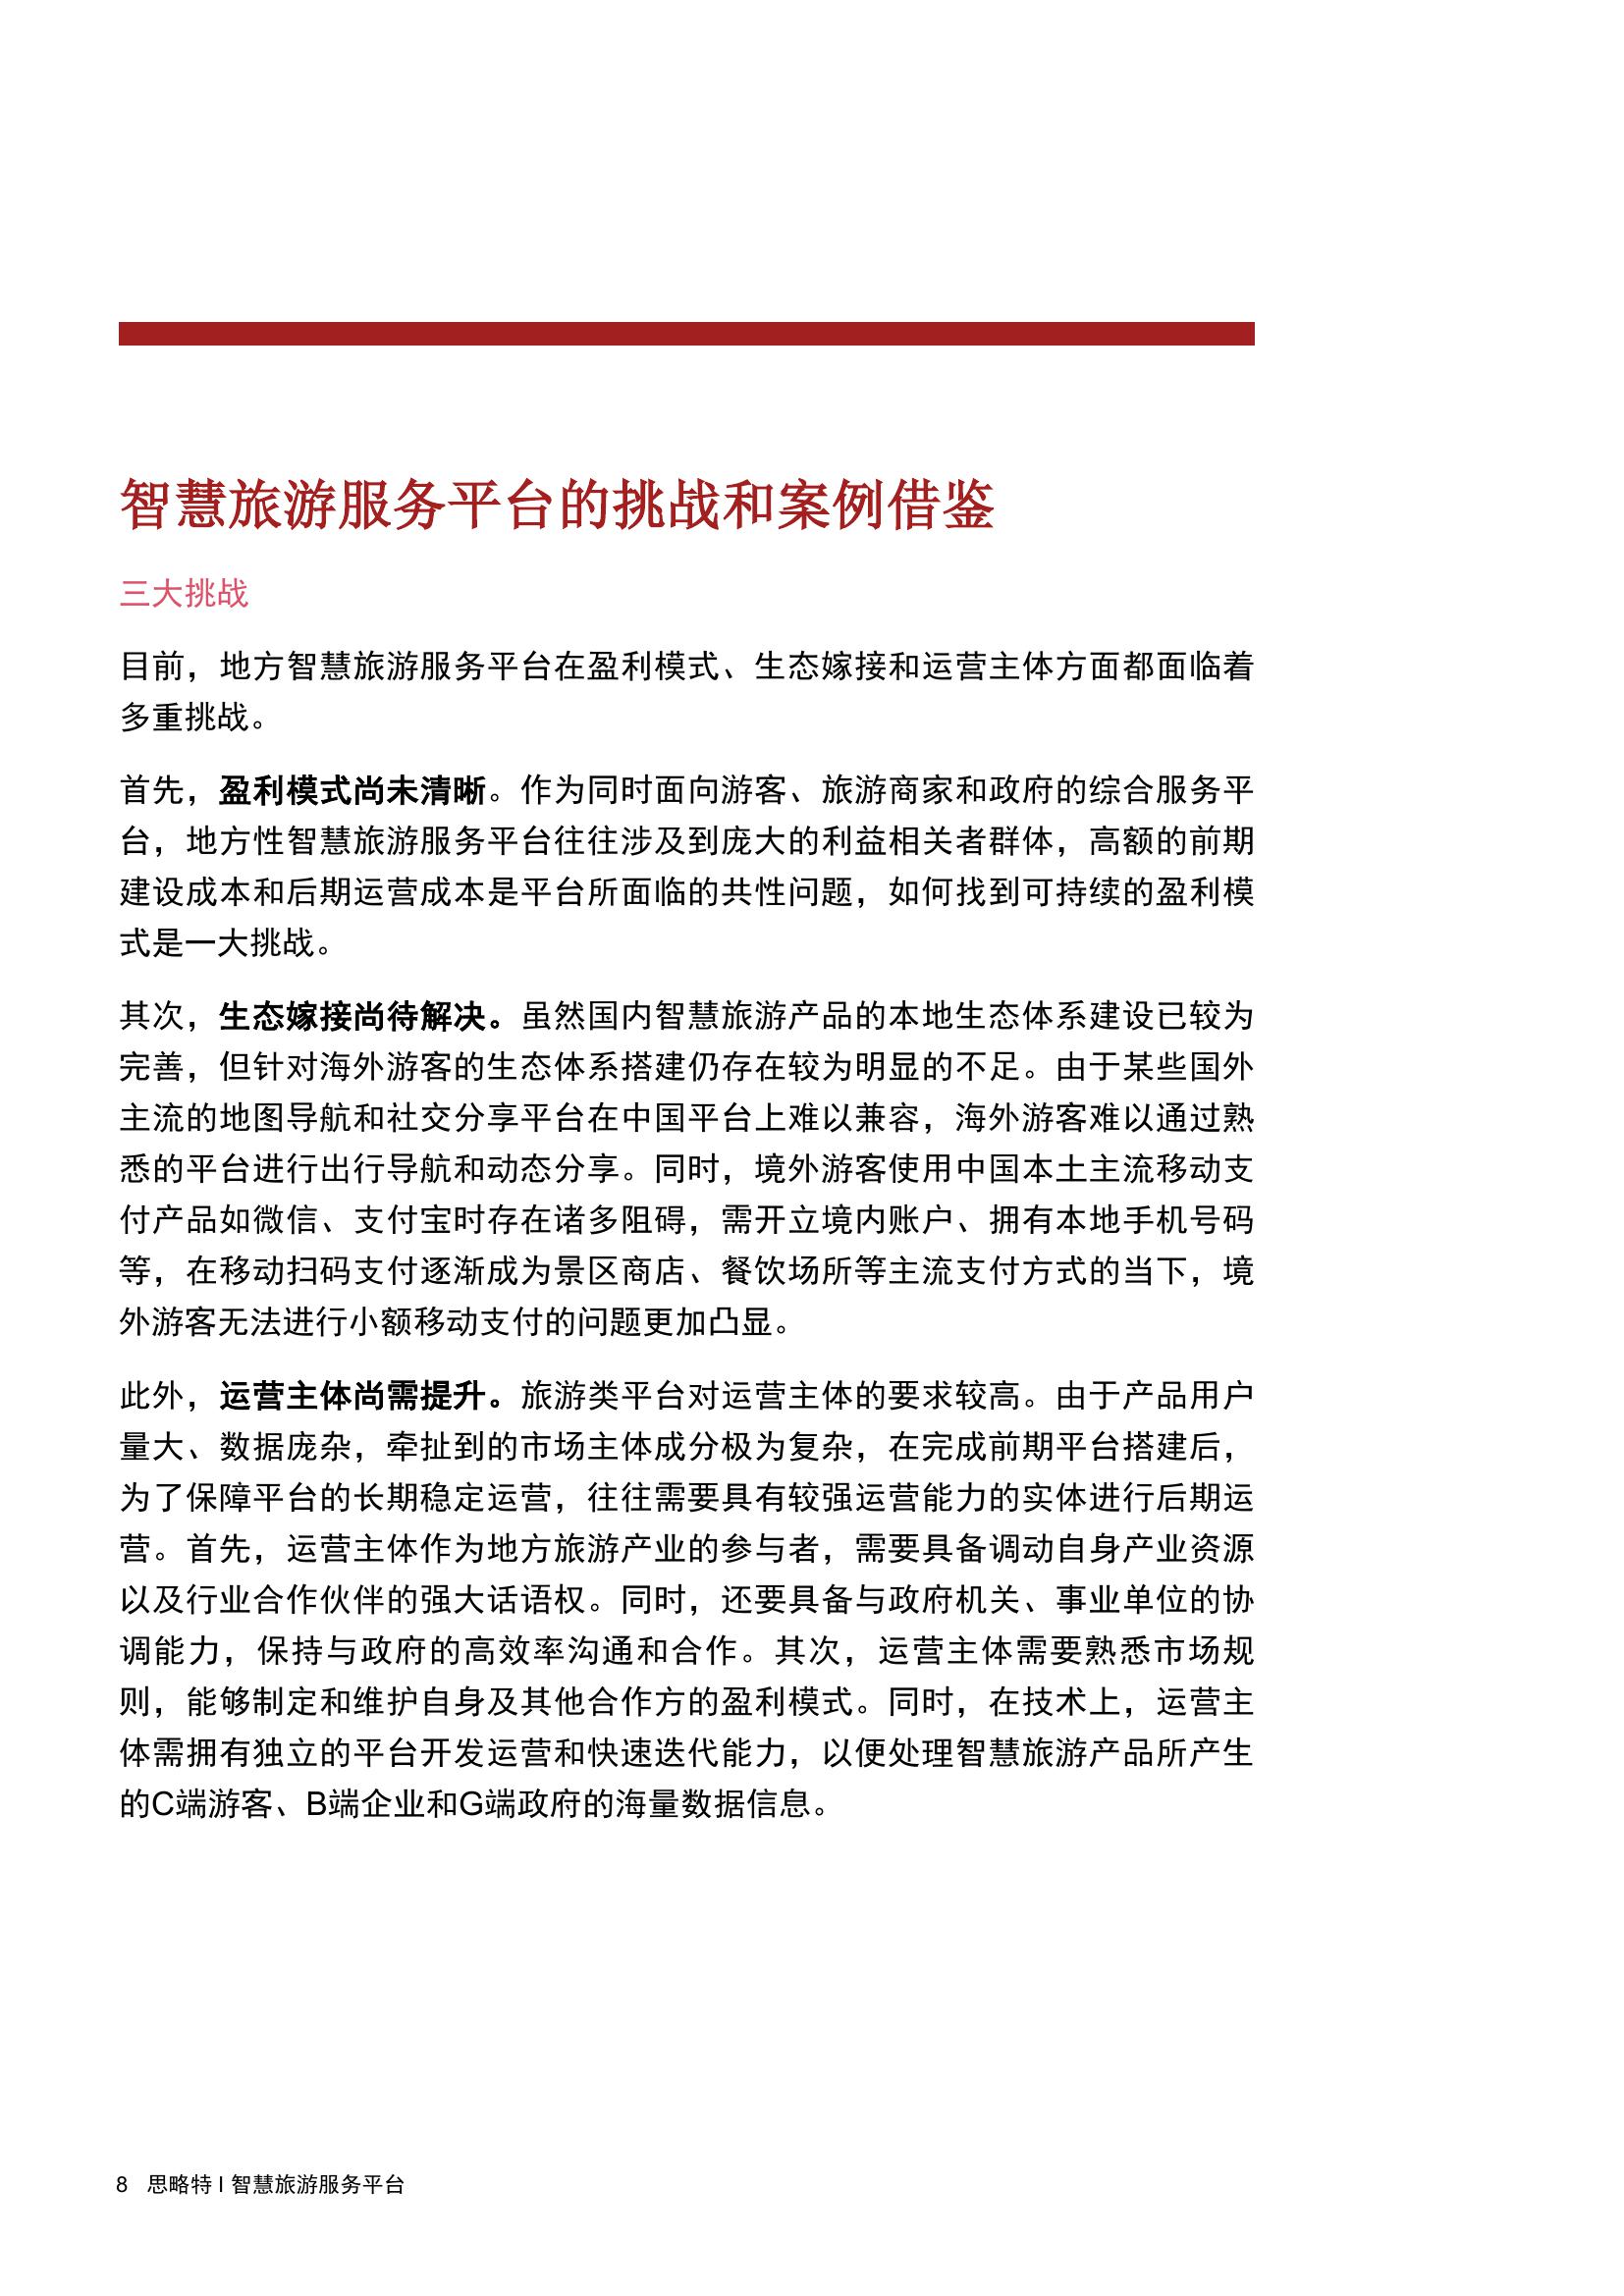 智慧旅游服务平台的挑战和案例借鉴
三大挑战
目前，地方智慧旅游服务平台在盈利模式、生态嫁接和运营主体方面都面临着
多重挑战。
首先，盈利模式尚未清晰。作为同时面向游客、旅游商家和政府的综合服务平
台，地方性智慧旅游服务平台往往涉及到庞大的利益相关者群体，高额的前期
建设成本和后期运营成本是平台所面临的共性问题，如何找到可持续的盈利模
式是一大挑战。
其次，生态嫁接尚待解决。虽然国内智慧旅游产品的本地生态体系建设已较为
完善，但针对海外游客的生态体系搭建仍存在较为明显的不足。由于某些国外
主流的地图导航和社交分享平台在中国平台上难以兼容，海外游客难以通过熟
悉的平台进行出行导航和动态分享。同时，境外游客使用中国本土主流移动支
付产品如微信、支付宝时存在诸多阻碍，需开立境内账户、拥有本地手机号码
等，在移动扫码支付逐渐成为景区商店、餐饮场所等主流支付方式的当下，境
外游客无法进行小额移动支付的问题更加凸显。
此外，运营主体尚需提升。旅游类平台对运营主体的要求较高。由于产品用户
量大、数据庞杂，牵扯到的市场主体成分极为复杂，在完成前期平台搭建后，
为了保障平台的长期稳定运营，往往需要具有较强运营能力的实体进行后期运
营。首先，运营主体作为地方旅游产业的参与者，需要具备调动自身产业资源
以及行业合作伙伴的强大话语权。同时，还要具备与政府机关、事业单位的协
调能力，保持与政府的高效率沟通和合作。其次，运营主体需要熟悉市场规
则，能够制定和维护自身及其他合作方的盈利模式。同时，在技术上，运营主
体需拥有独立的平台开发运营和快速迭代能力，以便处理智慧旅游产品所产生
的C端游客、B端企业和G端政府的海量数据信息。
8 思略特 I 智慧旅游服务平台